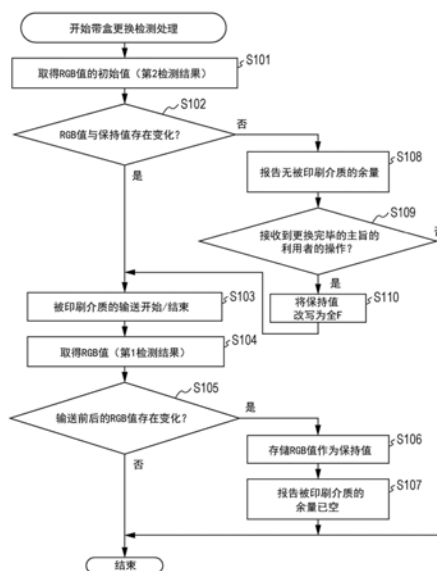 开始带盒更换检测处理
取得RGB值的初始值（第2检测结果）
S101
RGB值与保持值存在变化？
S102
否
是
报告无被印刷介质的余量
S108
接收到更换完毕的主旨的
利用者的操作？
S109
否
是
将保持值
改写为全F
S110
被印刷介质的输送开始/结束
S103
取得RGB值（第1检测结果）
S104
输送前后的RGB值存在变化？
S105
是
否
存储RGB值作为保持值
S106
报告被印刷介质的
余量已空
S107
结束